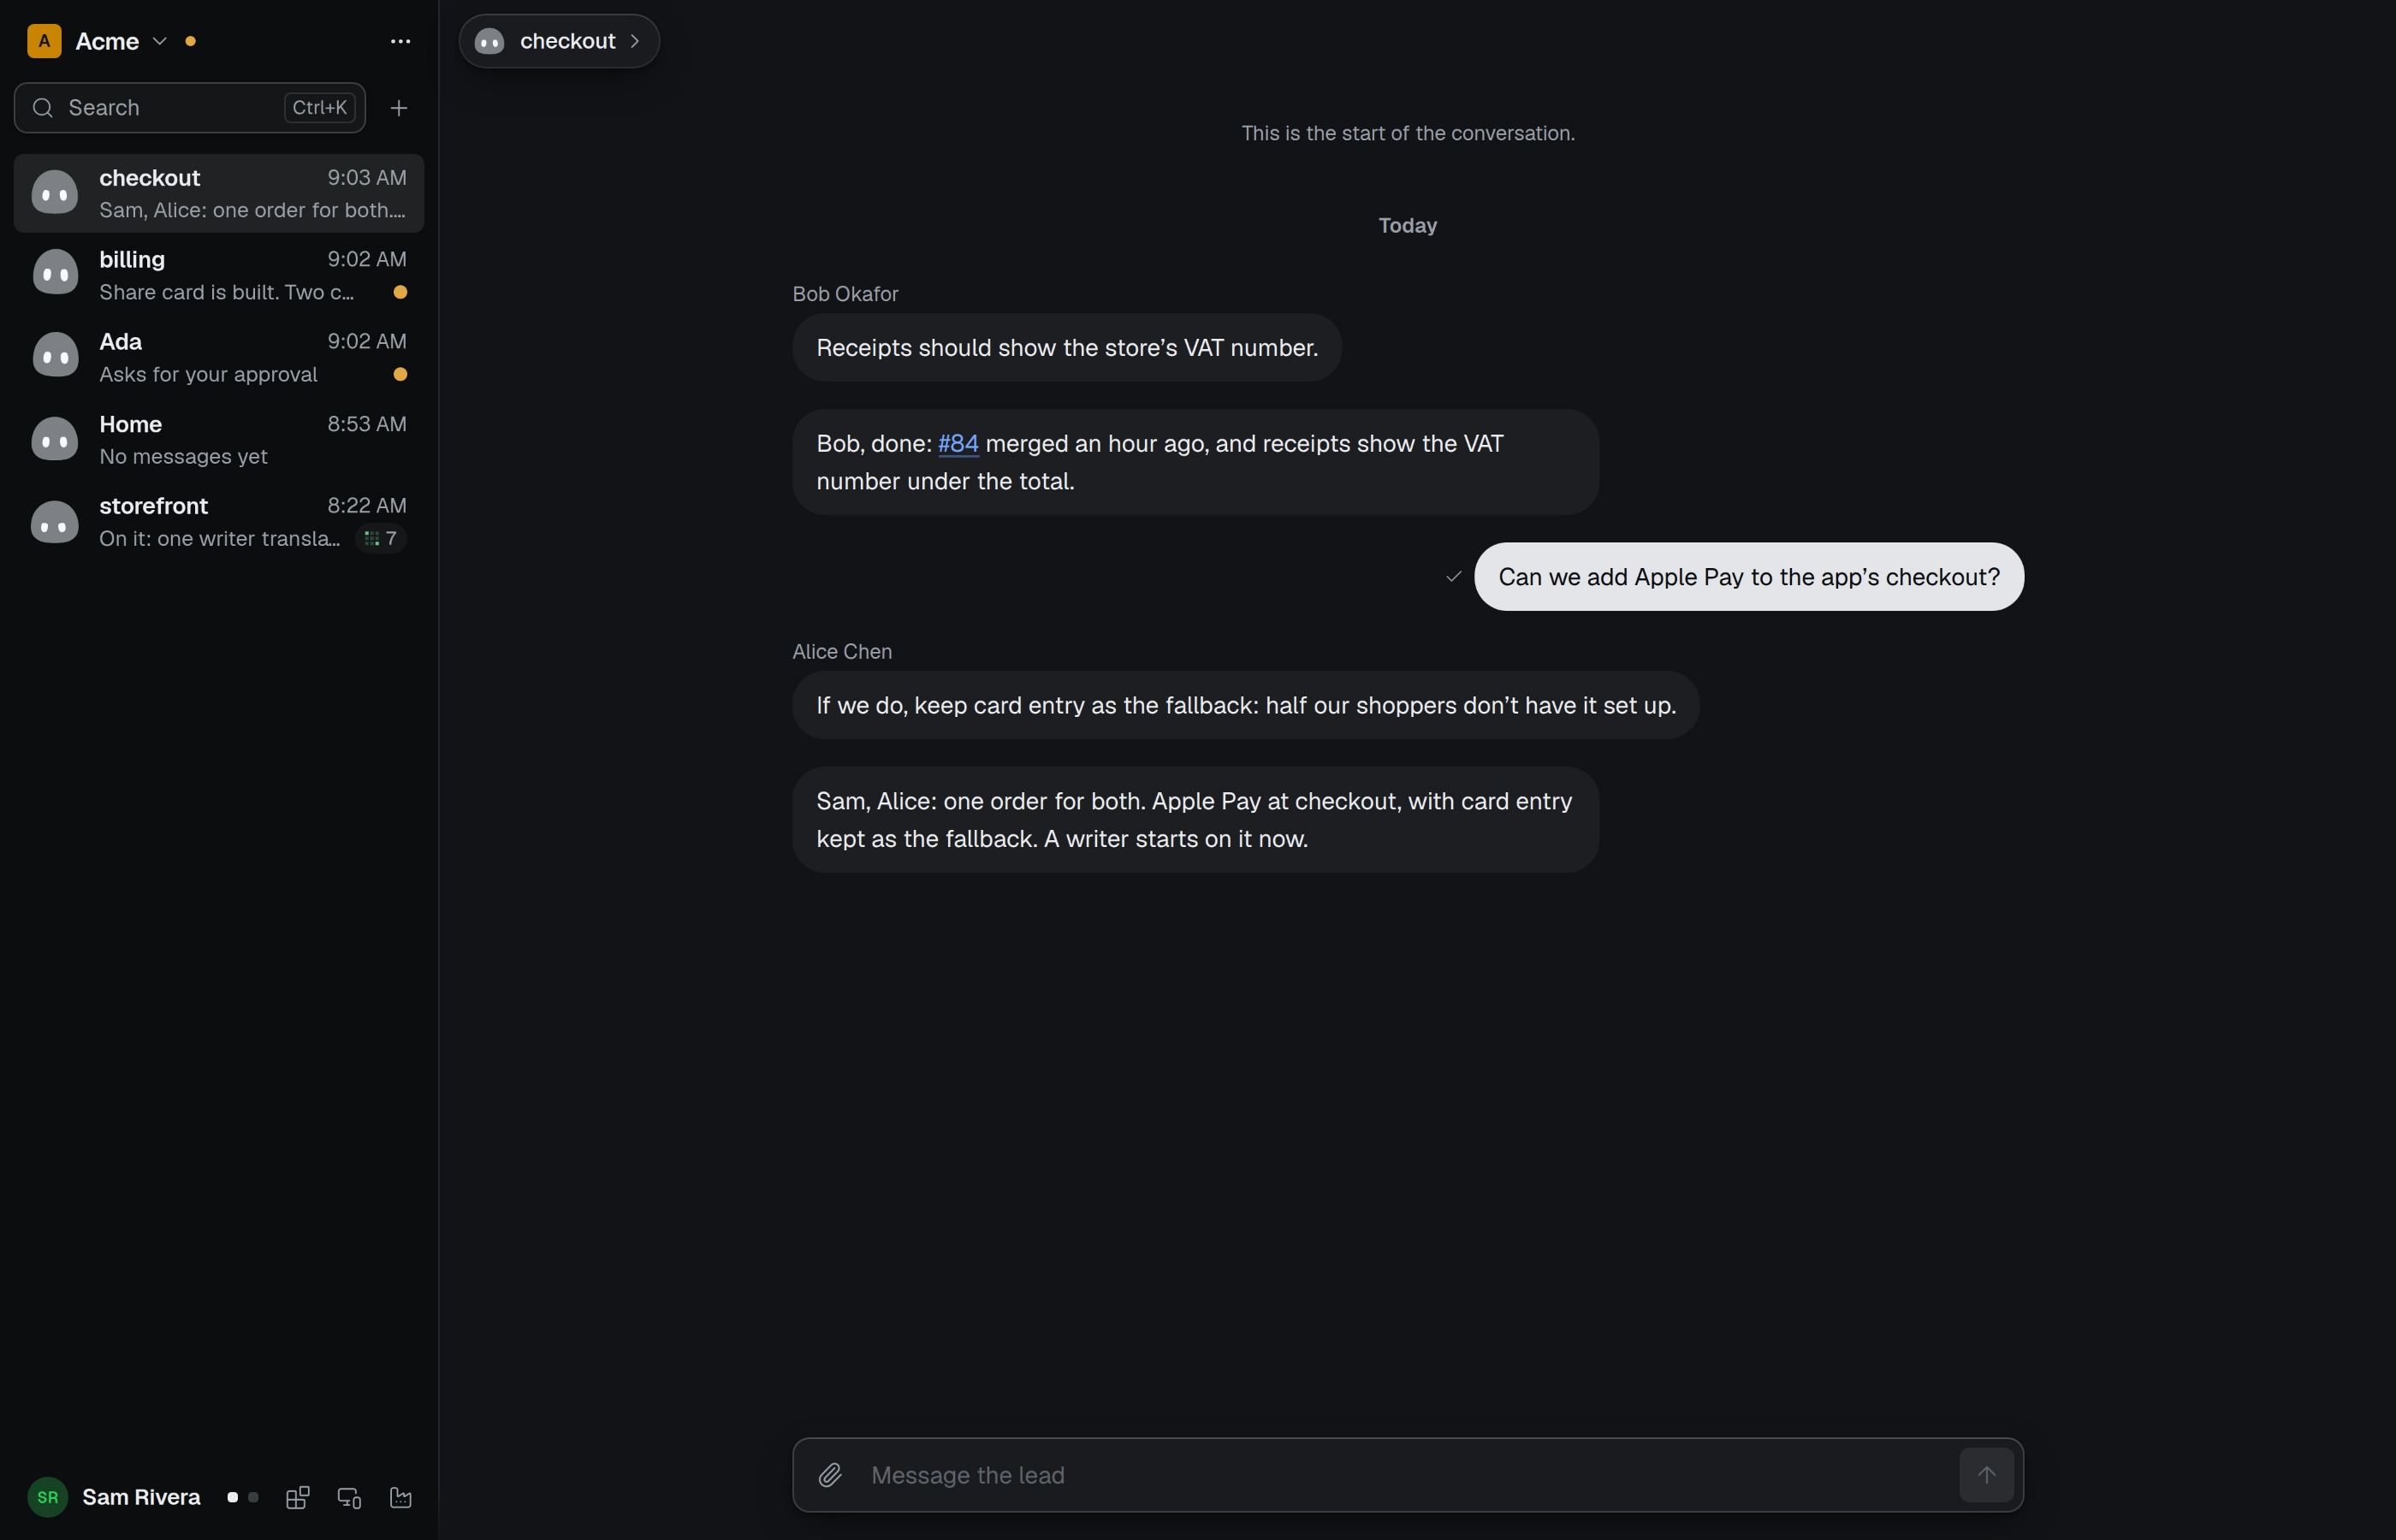 A Acme
Search Ctrl+K
checkout 9:03 AM
Sam, Alice: one order for both....
billing 9:02 AM
Share card is built. Two c...
Ada 9:02 AM
Asks for your approval
Home 8:53 AM
No messages yet
storefront 8:22 AM
On it: one writer transla... 7
SR Sam Rivera
checkout
This is the start of the conversation.
Today
Bob Okafor
Receipts should show the store’s VAT number.
Bob, done: #84 merged an hour ago, and receipts show the VAT
number under the total.
Can we add Apple Pay to the app’s checkout?
Alice Chen
If we do, keep card entry as the fallback: half our shoppers don’t have it set up.
Sam, Alice: one order for both. Apple Pay at checkout, with card entry
kept as the fallback. A writer starts on it now.
Message the lead